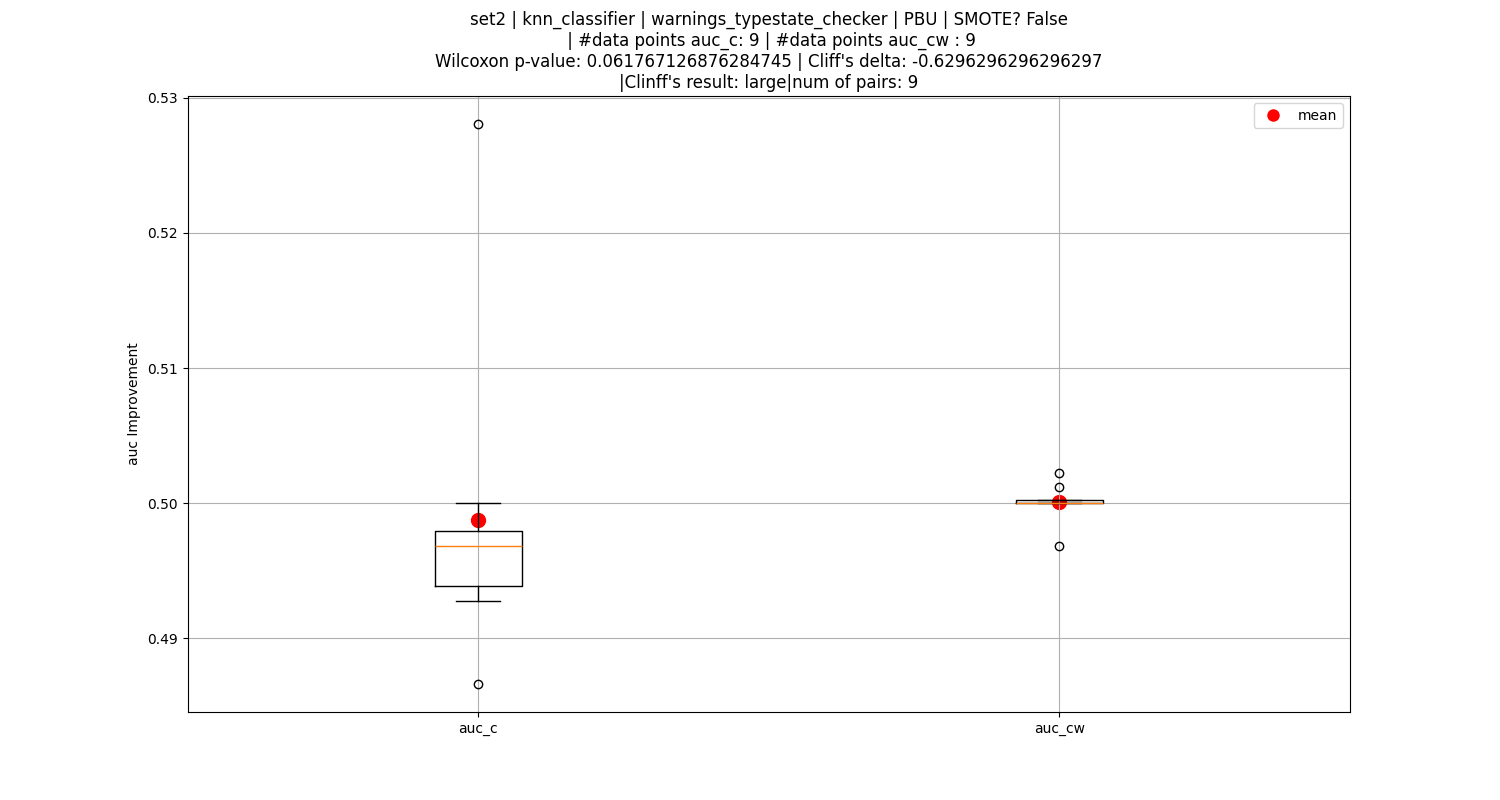 set2 | knn_classifier | warnings_typestate_checker | PBU | SMOTE? False
| #data points auc_c: 9 | #data points auc_cw : 9
Wilcoxon p-value: 0.061767126876284745 | Cliff's delta: -0.6296296296296297
|Clinff's result: large|num of pairs: 9
mean
0.53
0.52
0.51
0.50
0.49
auc Improvement
auc_c
auc_cw